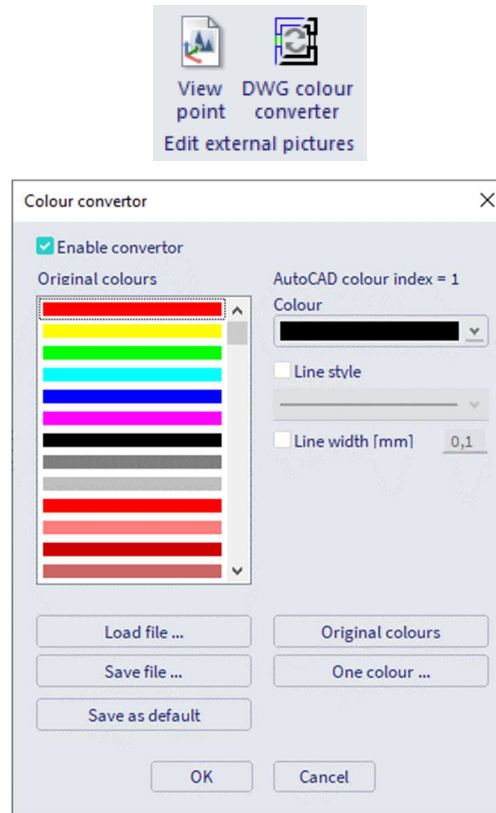 View point
DWG colour converter
Edit external pictures
Colour convertor
Enable convertor
Original colours
AutoCAD colour index = 1
Colour
Line style
Line width [mm]
0,1
Load file ...
Original colours
Save file ...
One colour ...
Save as default
OK
Cancel